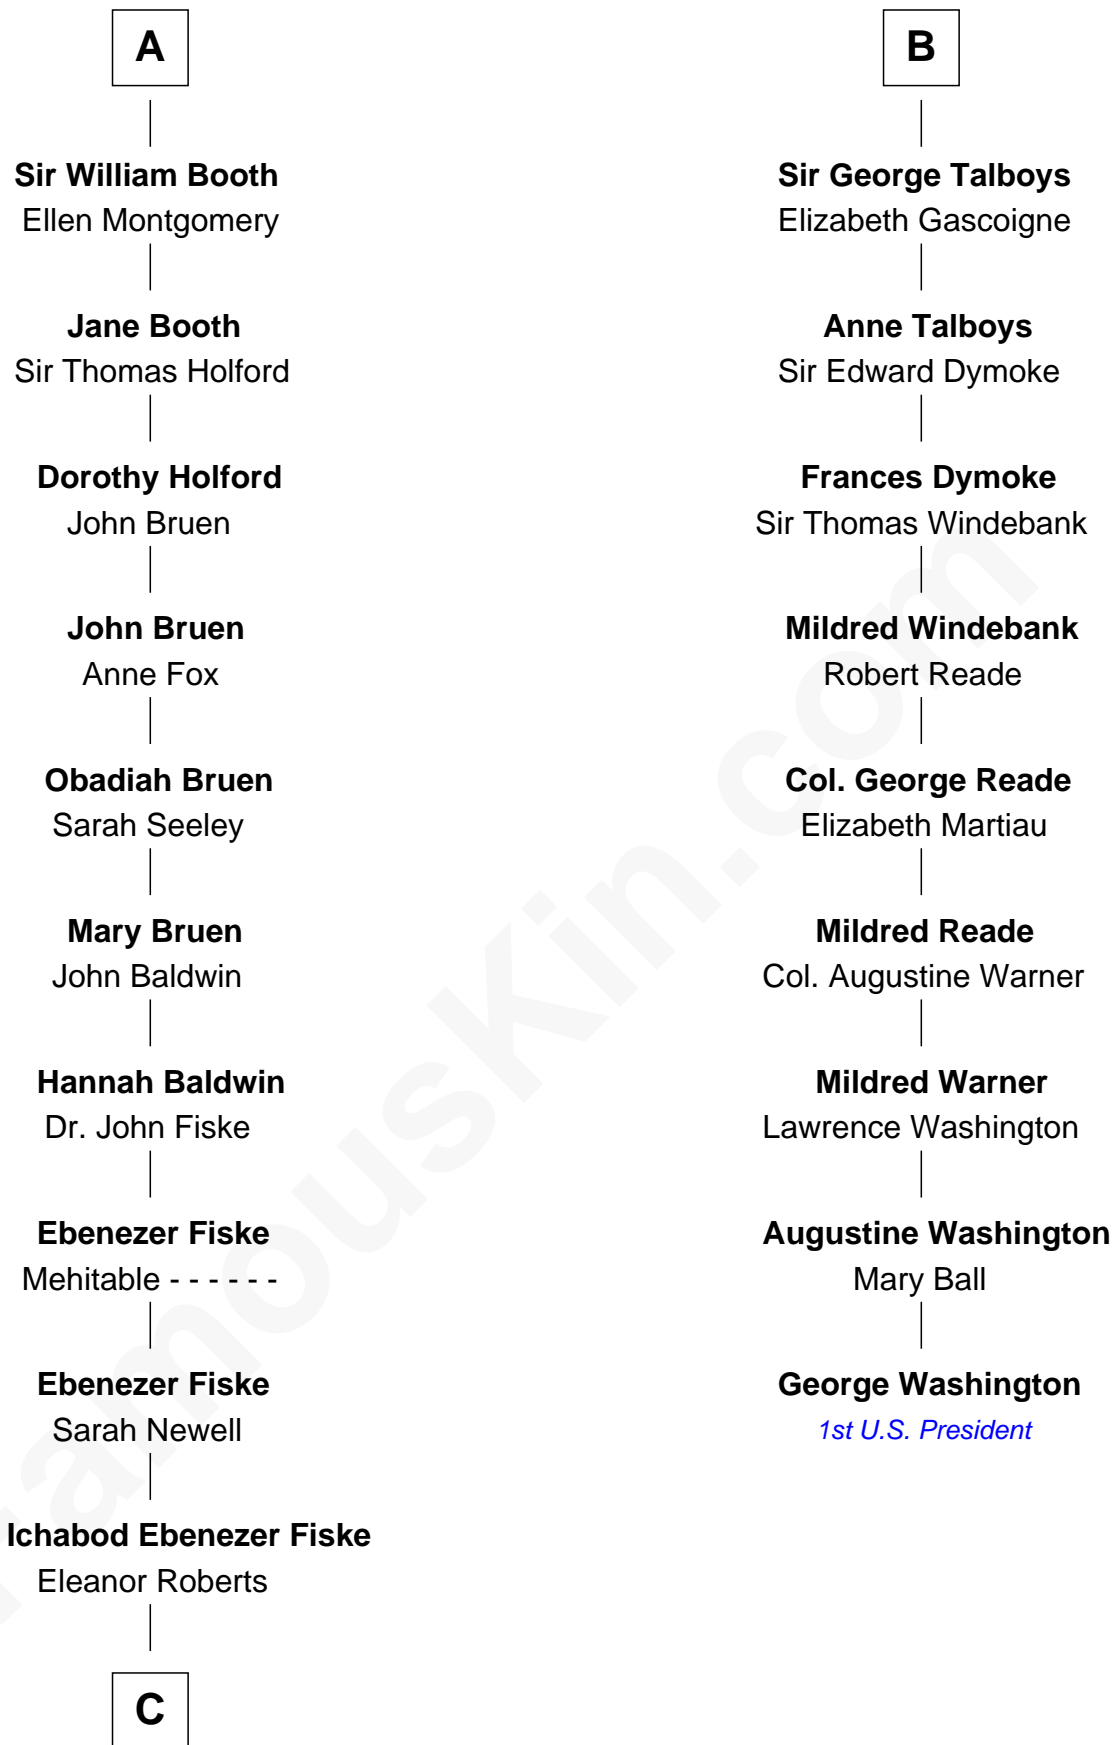 A
Sir William Booth
Ellen Montgomery
Jane Booth
Sir Thomas Holford
Dorothy Holford
John Bruen
John Bruen
Anne Fox
Obadiah Bruen
Sarah Seeley
Mary Bruen
John Baldwin
Hannah Baldwin
Dr. John Fiske
Ebenezer Fiske
Mehitable - - - - - -
Ebenezer Fiske
Sarah Newell
Ichabod Ebenezer Fiske
Eleanor Roberts
C
B
Sir George Talboys
Elizabeth Gascoigne
Anne Talboys
Sir Edward Dymoke
Frances Dymoke
Sir Thomas Windebank
Mildred Windebank
Robert Reade
Col. George Reade
Elizabeth Martiau
Mildred Reade
Col. Augustine Warner
Mildred Warner
Lawrence Washington
Augustine Washington
Mary Ball
George Washington
1st U.S. President
FamousKin.com